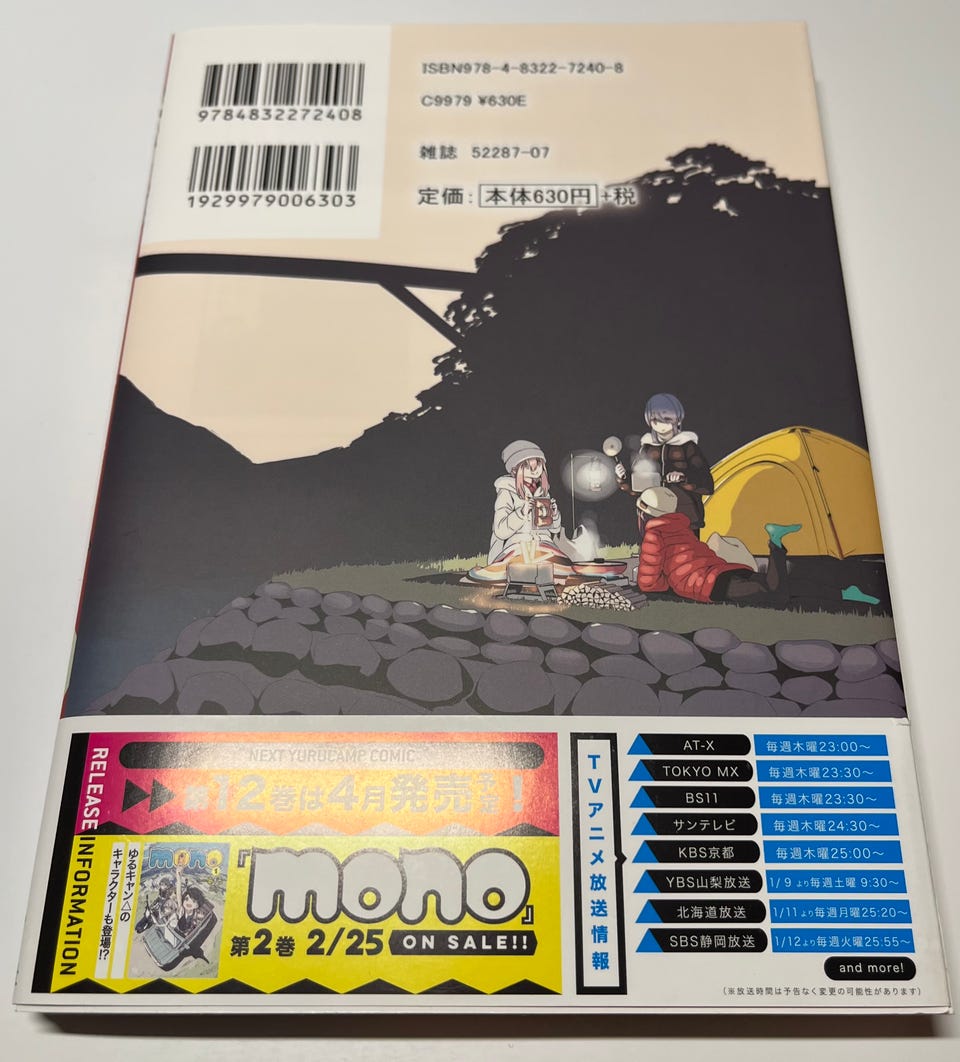 9784832272408
1929979006303
ISBN978-4-8322-7240-8
C9979 ¥630E
雑誌 52287-07
定価：本体630円+税
RELEASE INFORMATION
NEXT YURUCAMP COMIC
第12巻は4月発売予定!
ゆるキャン△の
キャラクターも登場!?
mono
1
『mono』
第2巻 2/25 ON SALE!!
TVアニメ放送情報
AT-X 毎週木曜23:00～
TOKYO MX 毎週木曜23:30～
BS11 毎週木曜23:30～
サンテレビ 毎週木曜24:30～
KBS京都 毎週木曜25:00～
YBS山梨放送 1/9より毎週土曜 9:30～
北海道放送 1/11より毎週月曜25:20～
SBS静岡放送 1/12より毎週火曜25:55～
and more!
(※放送時間は予告なく変更の可能性があります)